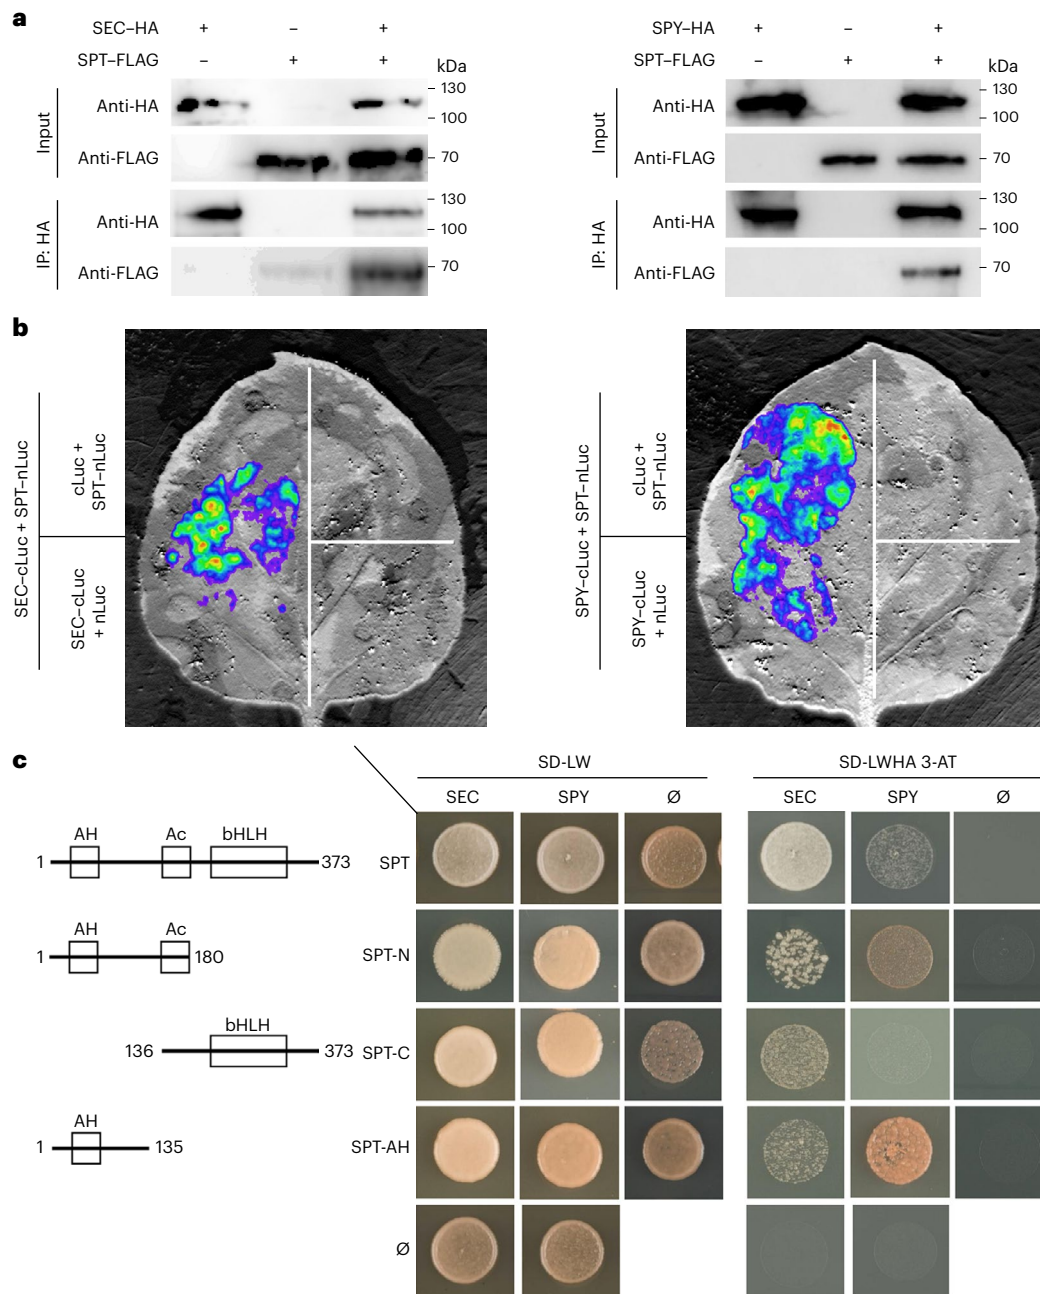 a
SEC–HA + – +
SPT–FLAG – + +
kDa
Input
Anti-HA
130
100
Anti-FLAG
70
IP: HA
Anti-HA
130
100
Anti-FLAG
70
SPY–HA + – +
SPT–FLAG – + +
kDa
Input
Anti-HA
130
100
Anti-FLAG
70
IP: HA
Anti-HA
130
100
Anti-FLAG
70
b
SEC–cLuc + SPT–nLuc
cLuc +
SPT–nLuc
SEC–cLuc
+ nLuc
SPY–cLuc + SPT–nLuc
cLuc +
SPT–nLuc
SPY–cLuc
+ nLuc
c
SD-LW
SD-LWHA 3-AT
SEC SPY Ø
SEC SPY Ø
AH Ac bHLH
1 373 SPT
AH Ac
1 180 SPT-N
bHLH
136 373 SPT-C
AH
1 135 SPT-AH
Ø